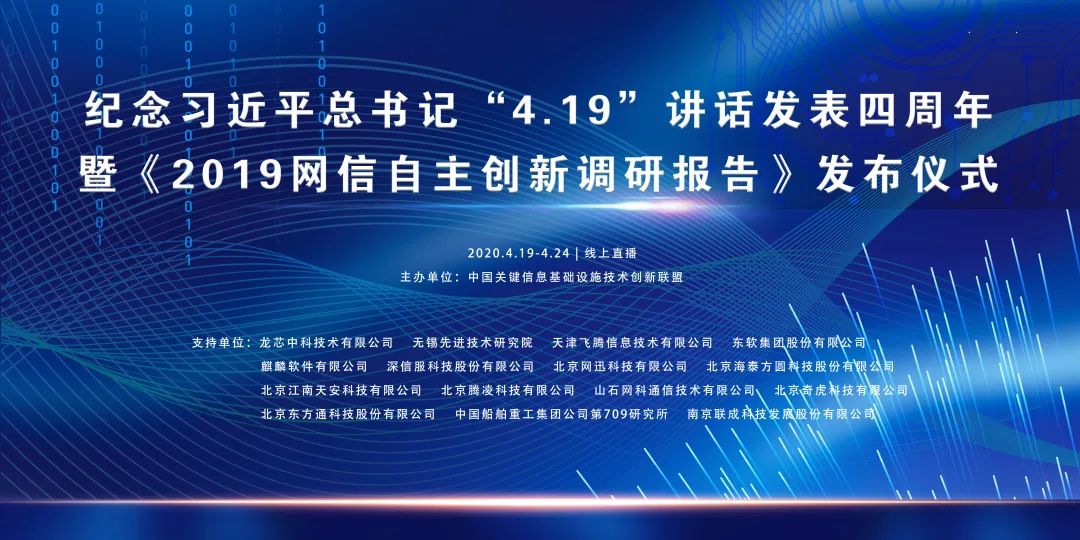 纪念习近平总书记“4.19”讲话发表四周年
暨《2019网信自主创新调研报告》发布仪式
2020.4.19-4.24 | 线上直播
主办单位：中国关键信息基础设施技术创新联盟
支持单位：龙芯中科技术有限公司 无锡先进技术研究院 天津飞腾信息技术有限公司 东软集团股份有限公司
麒麟软件有限公司 深信服科技股份有限公司 北京网迅科技有限公司 北京海泰方圆科技股份有限公司
北京江南天安科技有限公司 北京腾凌科技有限公司 山石网科通信技术有限公司 北京奇虎科技有限公司
北京东方通科技股份有限公司 中国船舶重工集团公司第709研究所 南京联成科技发展股份有限公司